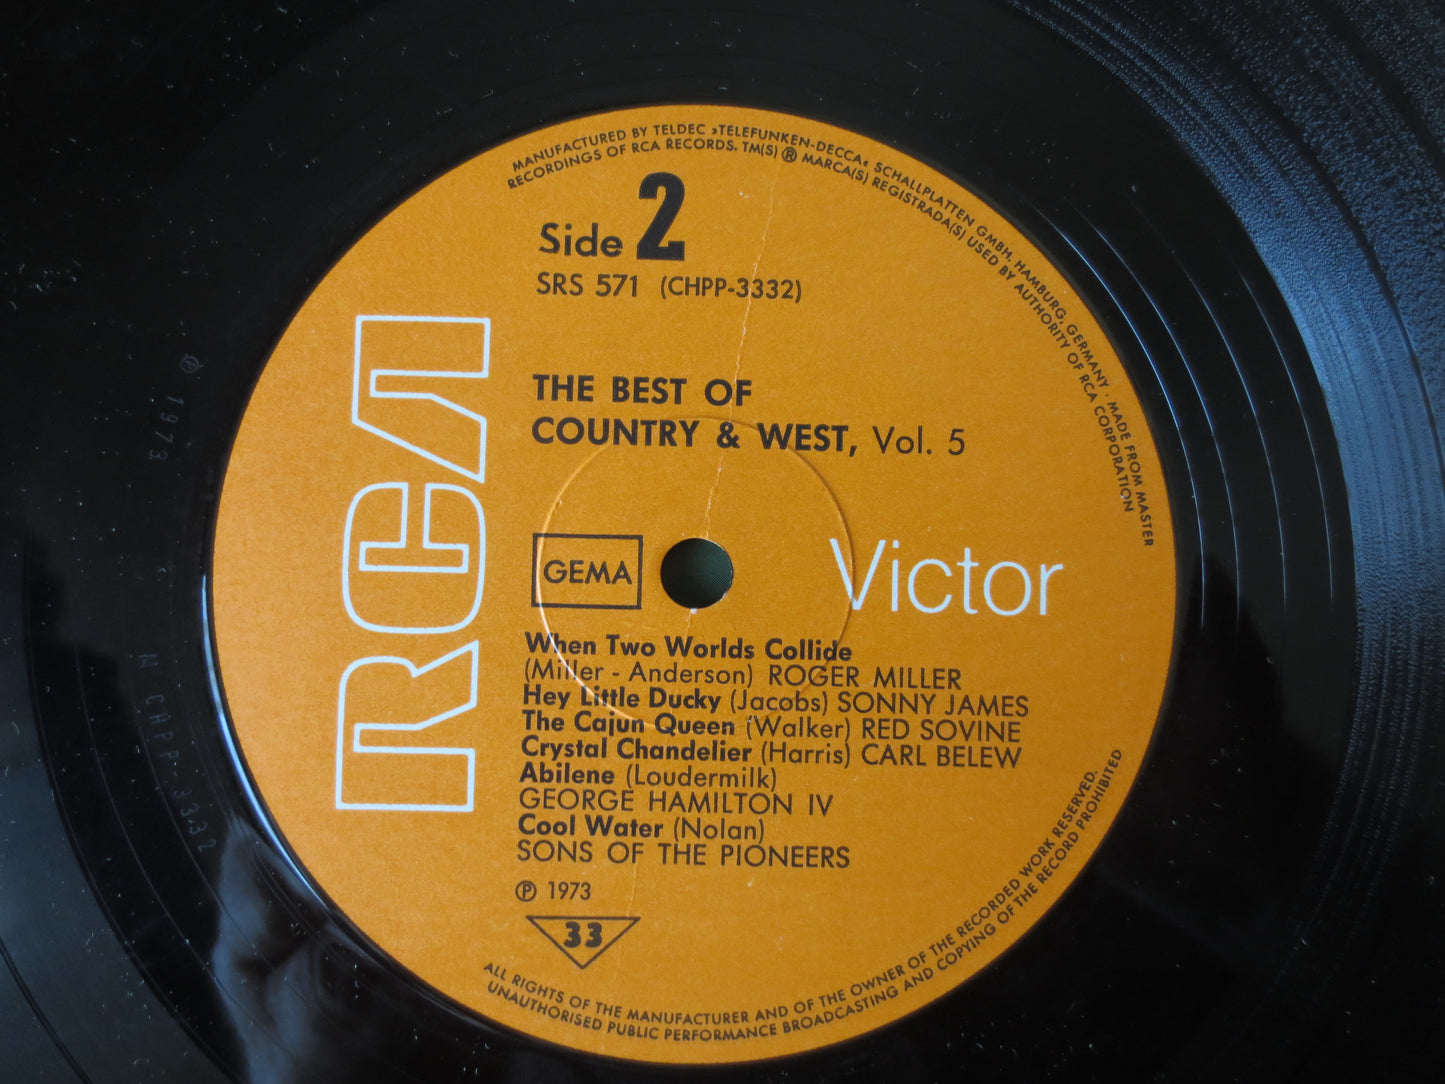 MANUFACTURED BY TELDEC »TELEFUNKEN-DECCA« SCHALLPLATTEN GMBH, HAMBURG, GERMANY · MADE FROM MASTER
RECORDINGS OF RCA RECORDS. TM(S) ® MARCA(S) REGISTRADA(S) USED BY AUTHORITY OF RCA CORPORATION
Side 2
SRS 571 (CHPP-3332)
RCA
THE BEST OF
COUNTRY & WEST, Vol. 5
GEMA
Victor
When Two Worlds Collide
(Miller - Anderson) ROGER MILLER
Hey Little Ducky (Jacobs) SONNY JAMES
The Cajun Queen (Walker) RED SOVINE
Crystal Chandelier (Harris) CARL BELEW
Abilene (Loudermilk)
GEORGE HAMILTON IV
Cool Water (Nolan)
SONS OF THE PIONEERS
℗ 1973
33
ALL RIGHTS OF THE MANUFACTURER AND OF THE OWNER OF THE RECORDED WORK RESERVED.
UNAUTHORISED PUBLIC PERFORMANCE BROADCASTING AND COPYING OF THE RECORD PROHIBITED
℗ 1973
CHPP-3332